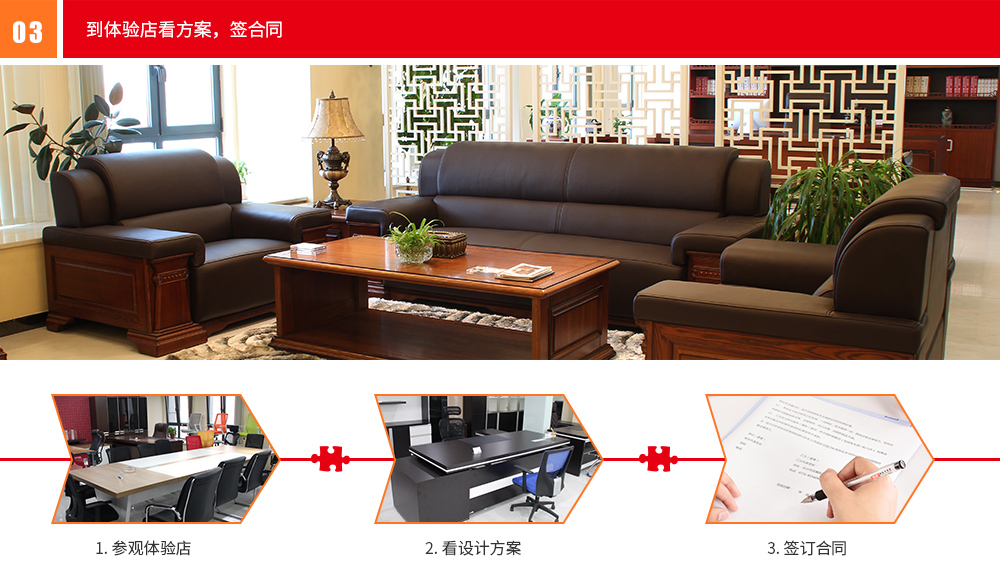 03
到体验店看方案，签合同
1. 参观体验店
2. 看设计方案
3. 签订合同